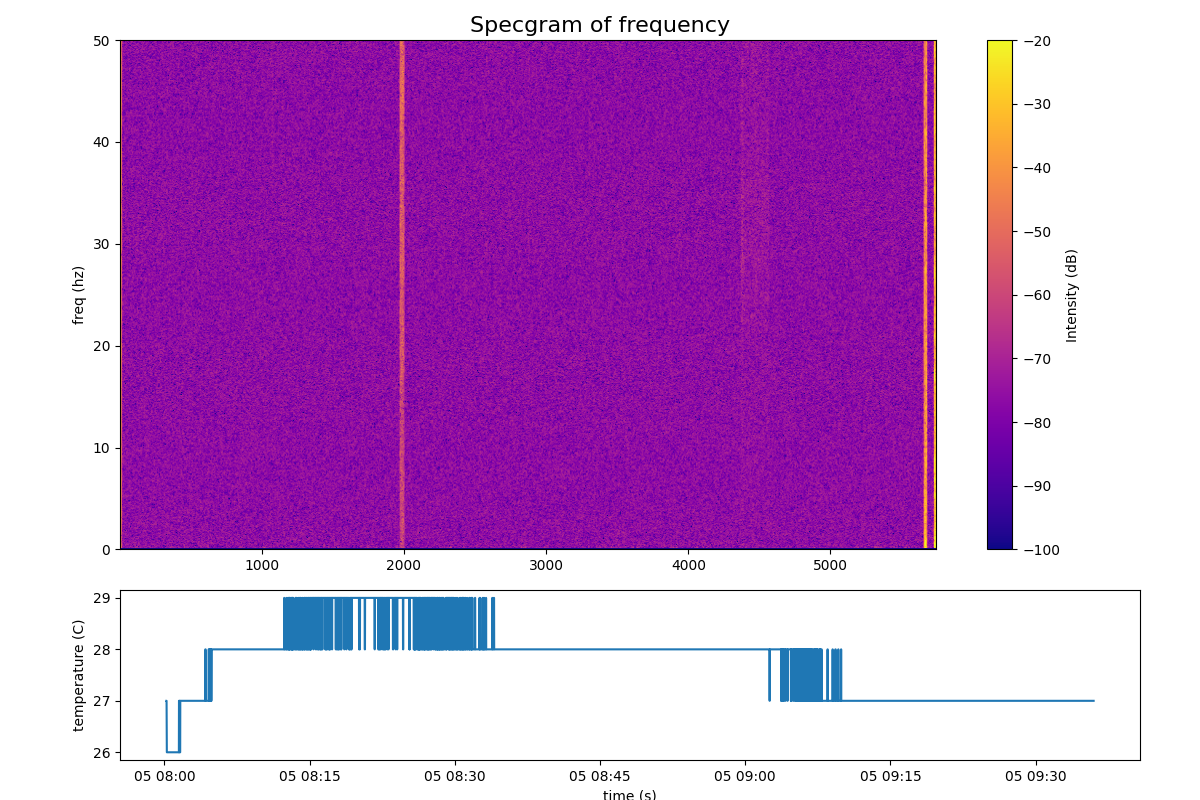 Specgram of frequency
50
40
30
20
10
0
freq (hz)
1000 2000 3000 4000 5000
−20
−30
−40
−50
−60
−70
−80
−90
−100
Intensity (dB)
29
28
27
26
temperature (C)
05 08:00 05 08:15 05 08:30 05 08:45 05 09:00 05 09:15 05 09:30
time (s)